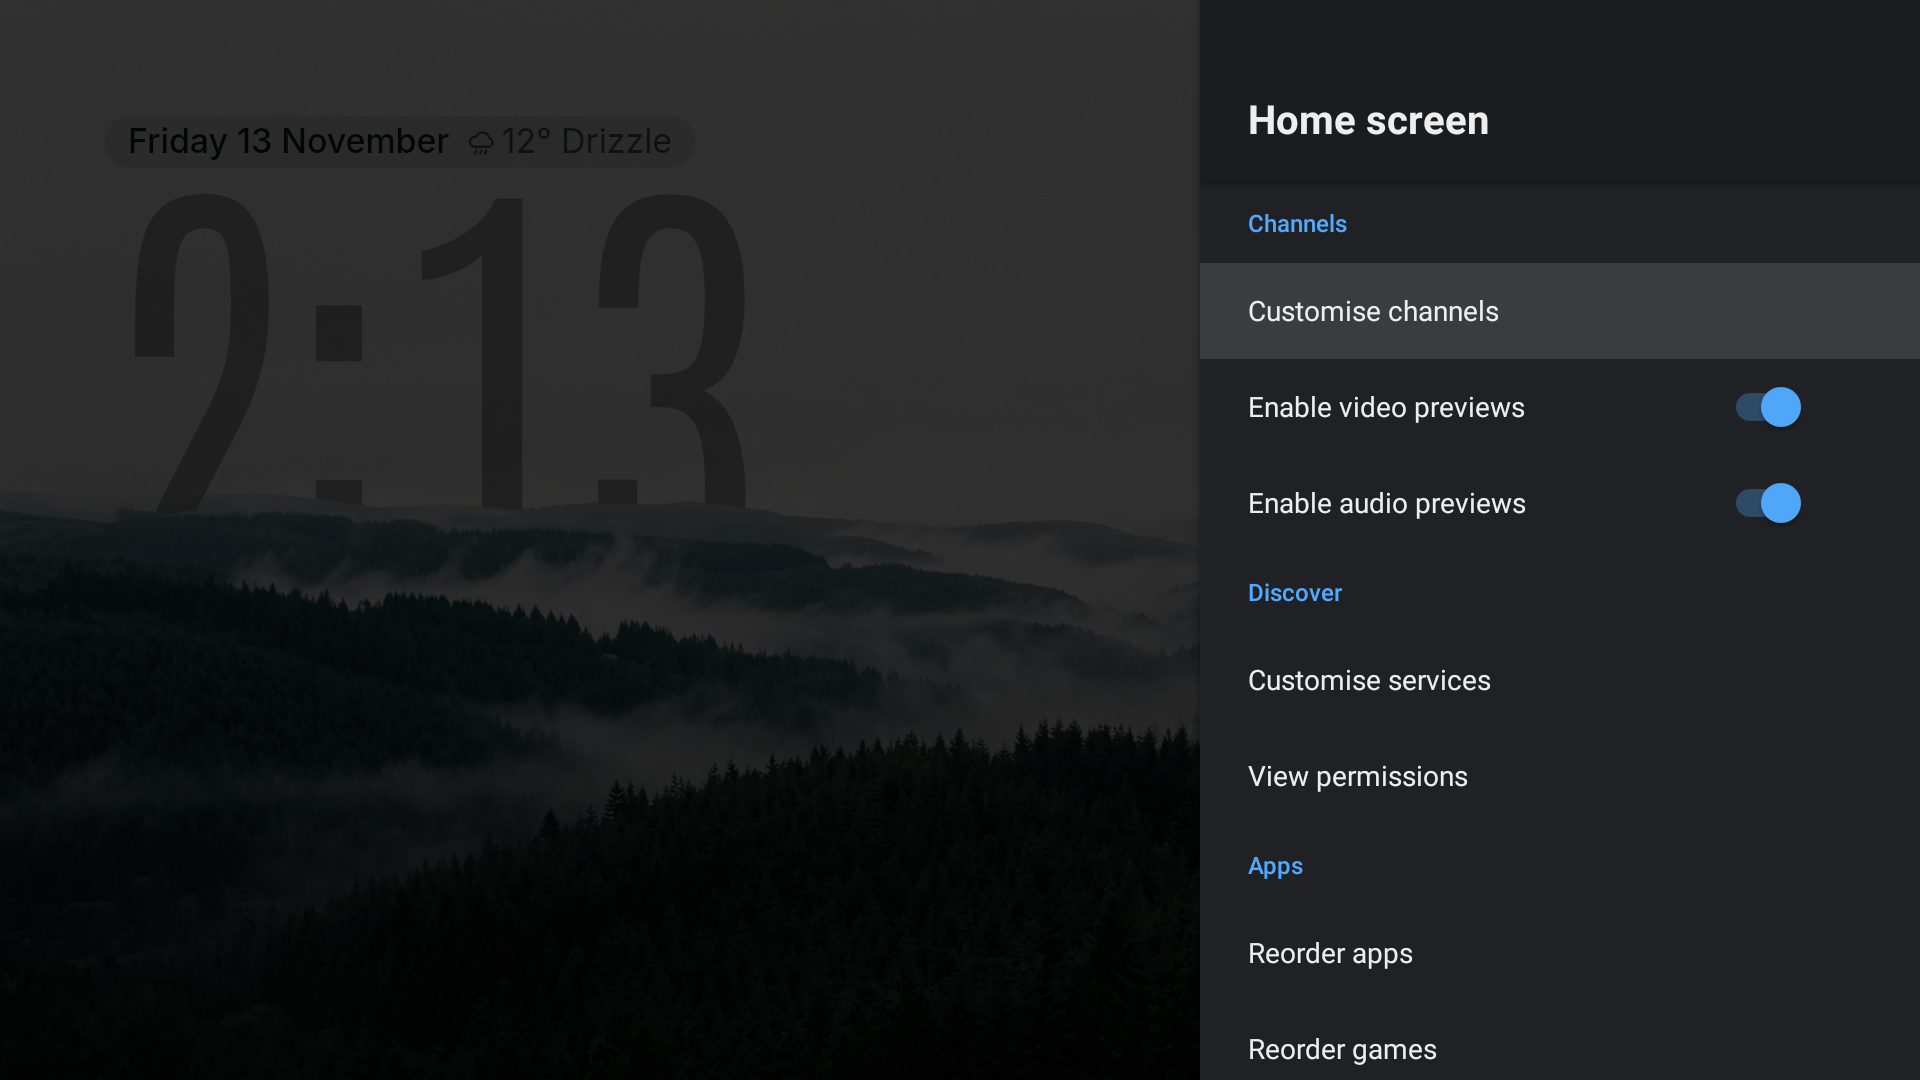 Friday 13 November 12° Drizzle
2:13
Home screen
Channels
Customise channels
Enable video previews
Enable audio previews
Discover
Customise services
View permissions
Apps
Reorder apps
Reorder games